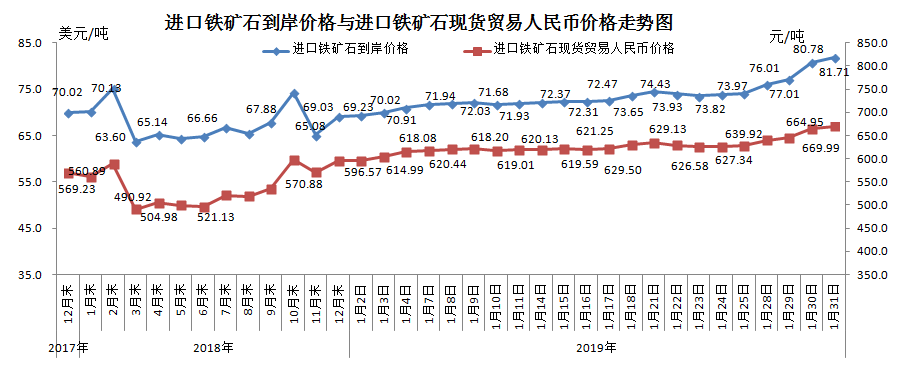 进口铁矿石到岸价格与进口铁矿石现货贸易人民币价格走势图
美元/吨
元/吨
进口铁矿石到岸价格
进口铁矿石现货贸易人民币价格
85.0
75.0
65.0
55.0
45.0
35.0
850.0
800.0
750.0
700.0
650.0
600.0
550.0
500.0
450.0
400.0
350.0
70.02
70.13
63.60
65.14
66.66
67.88
65.08
69.03
69.23
70.02
70.91
71.94
72.03
71.68
71.93
72.37
72.31
72.47
73.65
74.43
73.93
73.82
73.97
76.01
77.01
80.78
81.71
569.23
560.89
490.92
504.98
521.13
570.88
596.57
614.99
618.08
620.44
618.20
619.01
620.13
619.59
621.25
629.50
629.13
626.58
627.34
639.92
664.95
669.99
12月末
1月末
2月末
3月末
4月末
5月末
6月末
7月末
8月末
9月末
10月末
11月末
12月末
1月2日
1月3日
1月4日
1月7日
1月8日
1月9日
1月10日
1月11日
1月14日
1月15日
1月16日
1月17日
1月18日
1月21日
1月22日
1月23日
1月24日
1月25日
1月28日
1月29日
1月30日
1月31日
2017年
2018年
2019年